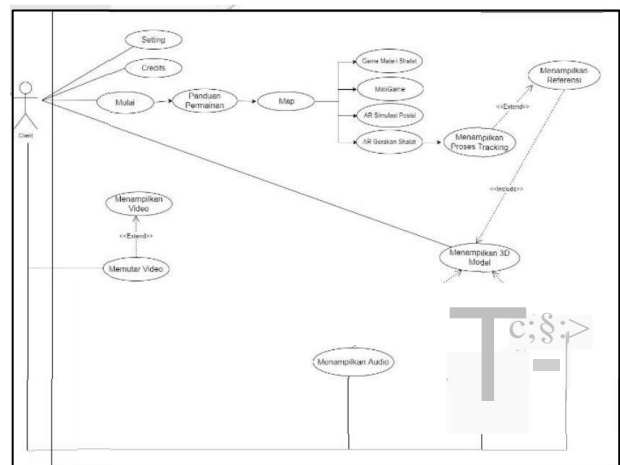 Setting
Credits
Client
Mulai
Panduan
Permainan
Map
Game Materi Shalat
MiniGame
AR Simulasi Postal
AR Gerakan Shalat
Menampilkan
Proses Tracking
<<Extend>>
Menampilkan
Referensi
<<Include>>
Menampilkan
Video
<<Extend>>
Memutar Video
Menampilkan 3D
Model
Menampilkan Audio
T c;§:>